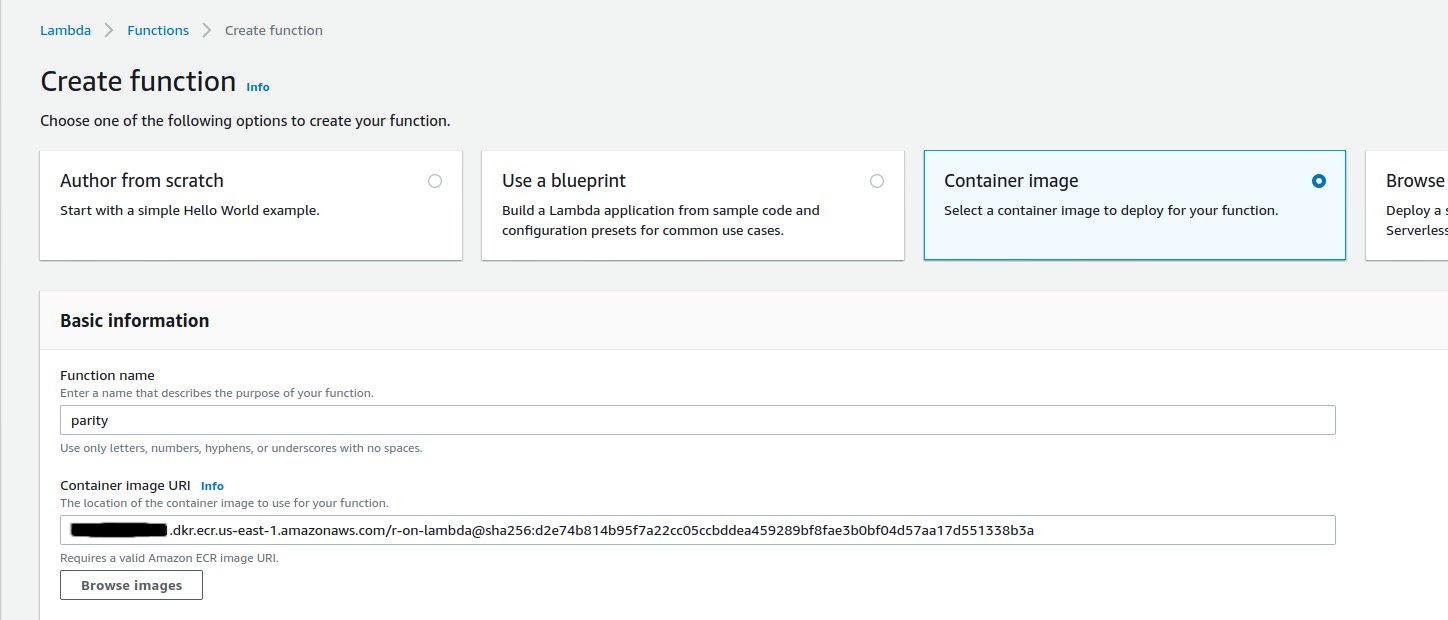 Lambda > Functions > Create function
Create function Info
Choose one of the following options to create your function.
Author from scratch
Start with a simple Hello World example.
Use a blueprint
Build a Lambda application from sample code and
configuration presets for common use cases.
Container image
Select a container image to deploy for your function.
Browse
Deploy a s
Serverless
Basic information
Function name
Enter a name that describes the purpose of your function.
parity
Use only letters, numbers, hyphens, or underscores with no spaces.
Container image URI Info
The location of the container image to use for your function.
.dkr.ecr.us-east-1.amazonaws.com/r-on-lambda@sha256:d2e74b814b95f7a22cc05ccbddea459289bf8fae3b0bf04d57aa17d551338b3a
Requires a valid Amazon ECR image URI.
Browse images